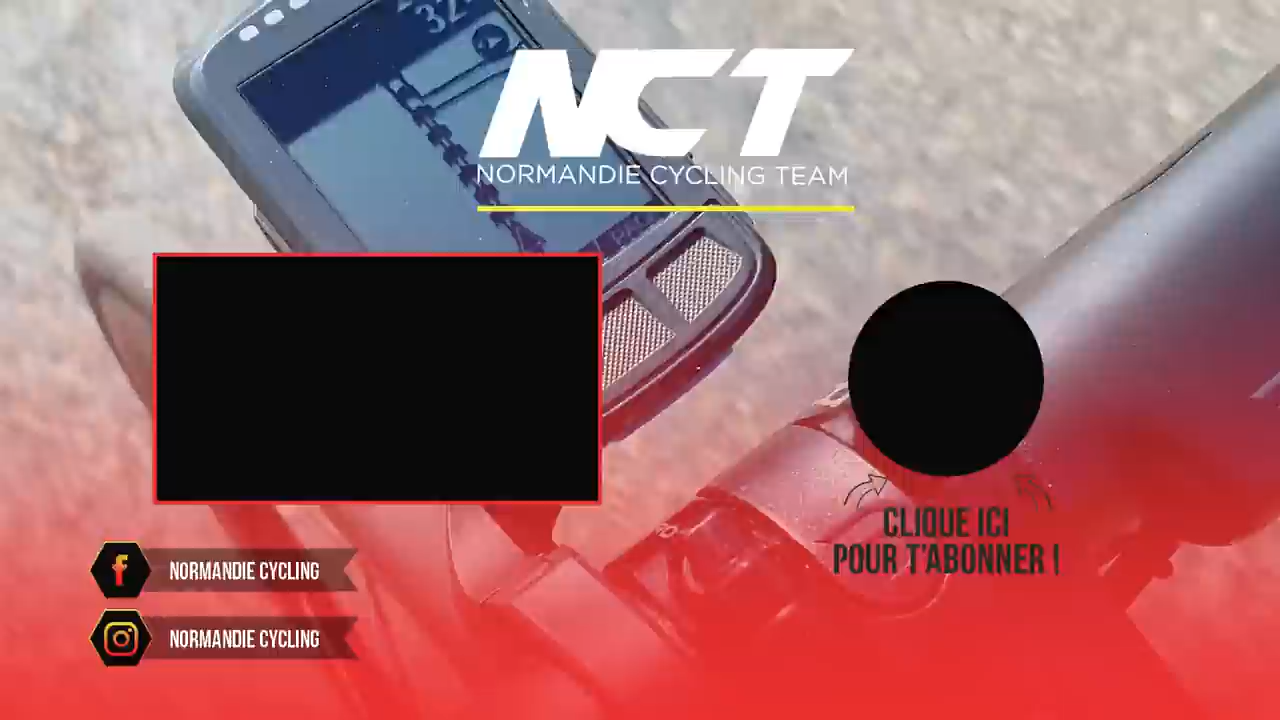 NCT
NORMANDIE CYCLING TEAM
CLIQUE ICI
POUR T'ABONNER !
NORMANDIE CYCLING
NORMANDIE CYCLING